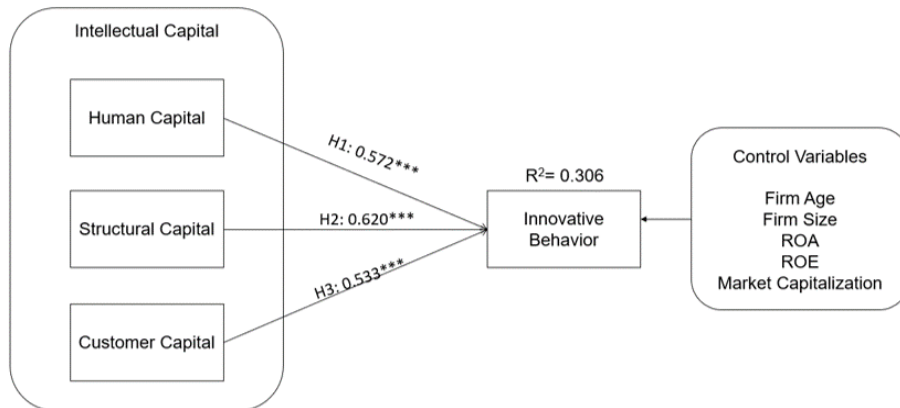 Intellectual Capital
Human Capital
Structural Capital
Customer Capital
H1: 0.572***
H2: 0.620***
H3: 0.533***
R²= 0.306
Innovative
Behavior
Control Variables
Firm Age
Firm Size
ROA
ROE
Market Capitalization